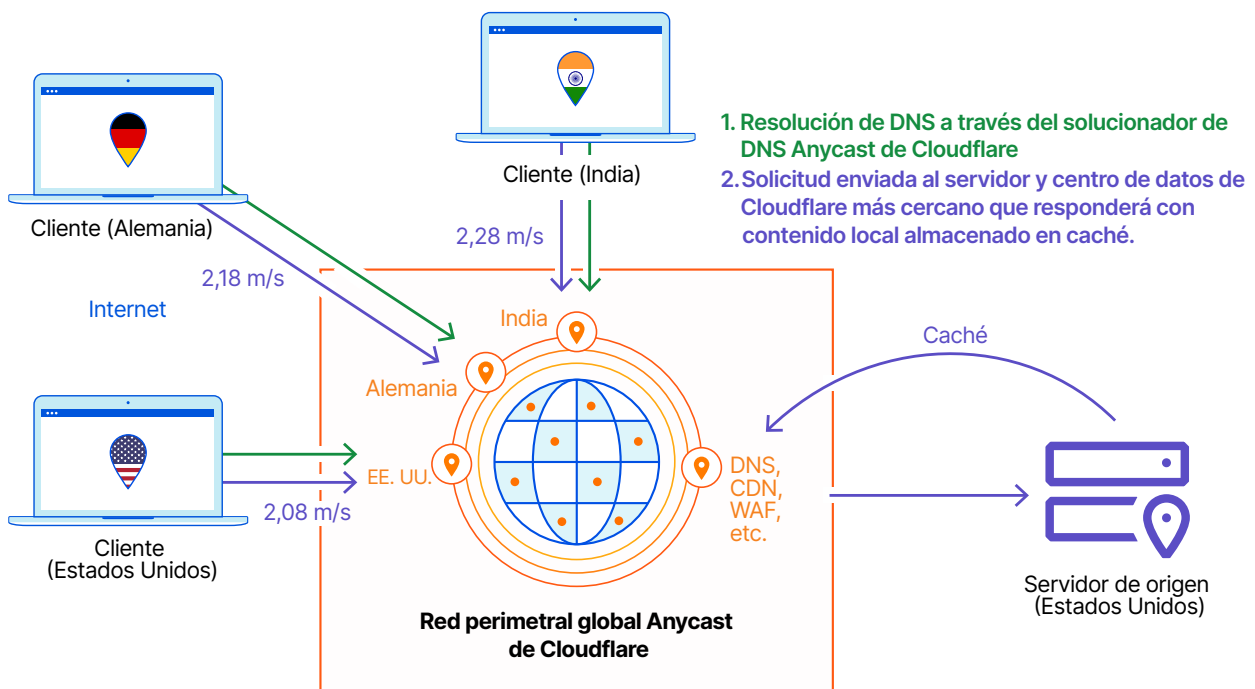 Cliente (Alemania)
Cliente (India)
1. Resolución de DNS a través del solucionador de
DNS Anycast de Cloudflare
2. Solicitud enviada al servidor y centro de datos de
Cloudflare más cercano que responderá con
contenido local almacenado en caché.
2,28 m/s
2,18 m/s
Internet
India
Caché
Alemania
EE. UU.
DNS,
CDN,
WAF,
etc.
2,08 m/s
Cliente
(Estados Unidos)
Servidor de origen
(Estados Unidos)
Red perimetral global Anycast
de Cloudflare